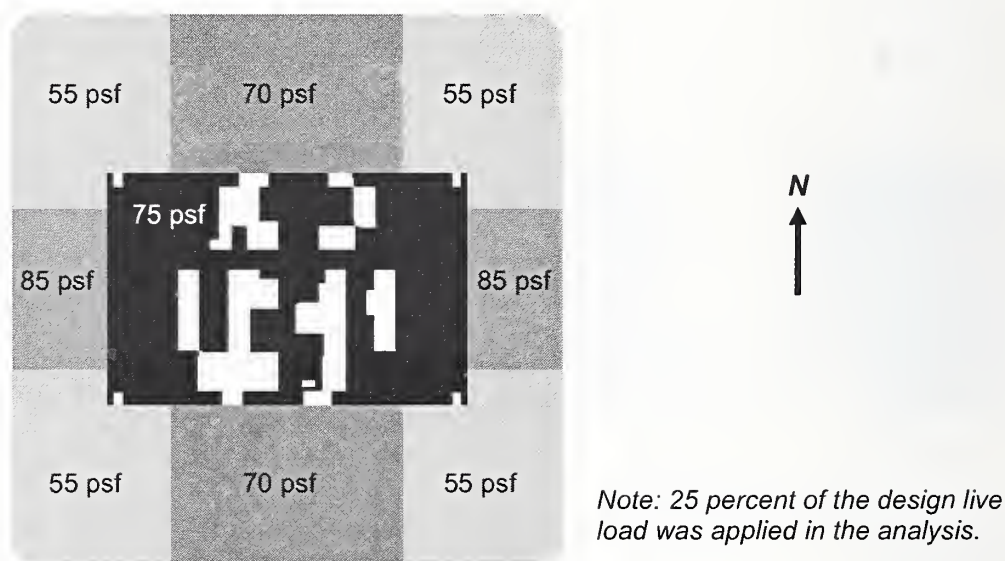 55 psf 70 psf 55 psf
N
75 psf
85 psf 85 psf
55 psf 70 psf 55 psf
Note: 25 percent of the design live
load was applied in the analysis.